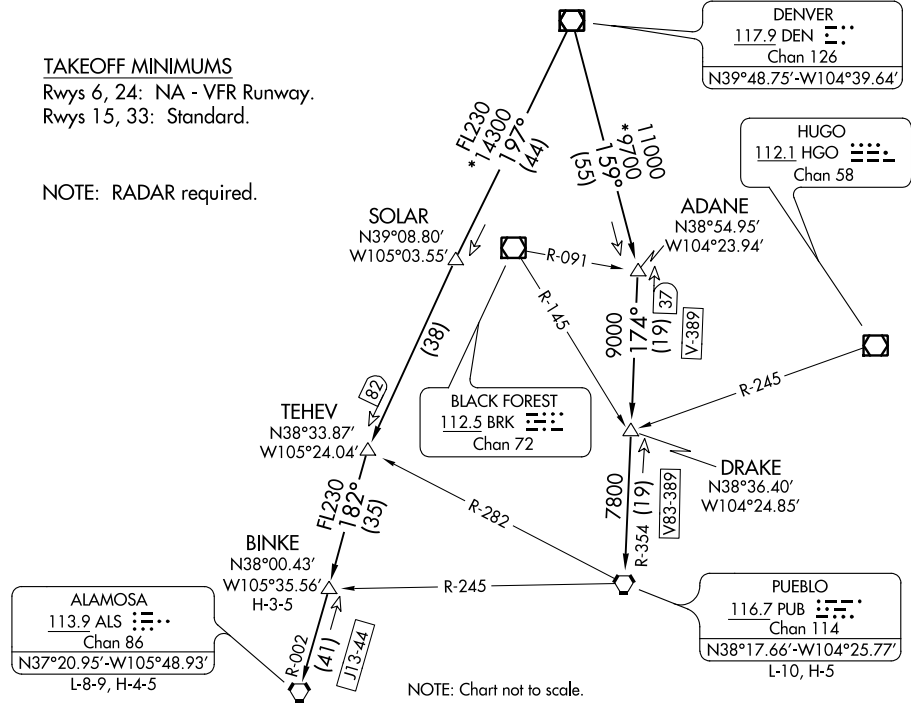 TAKEOFF MINIMUMS
Rwys 6, 24: NA - VFR Runway.
Rwys 15, 33: Standard.
NOTE: RADAR required.
DENVER
117.9 DEN
Chan 126
N39°48.75'-W104°39.64'
HUGO
112.1 HGO
Chan 58
FL230
*14300
197°
(44)
11000
*9700
159°
(55)
SOLAR
N39°08.80'
W105°03.55'
ADANE
N38°54.95'
W104°23.94'
R-091
R-145
(38)
82
9000
174°
(19)
37
V-389
R-245
BLACK FOREST
112.5 BRK
Chan 72
TEHEV
N38°33.87'
W105°24.04'
DRAKE
N38°36.40'
W104°24.85'
FL230
182°
(35)
R-282
7800
R-354
(19)
V83-389
BINKE
N38°00.43'
W105°35.56'
H-3-5
R-245
ALAMOSA
113.9 ALS
Chan 86
N37°20.95'-W105°48.93'
L-8-9, H-4-5
R-002
(41)
J13-44
PUEBLO
116.7 PUB
Chan 114
N38°17.66'-W104°25.77'
L-10, H-5
NOTE: Chart not to scale.